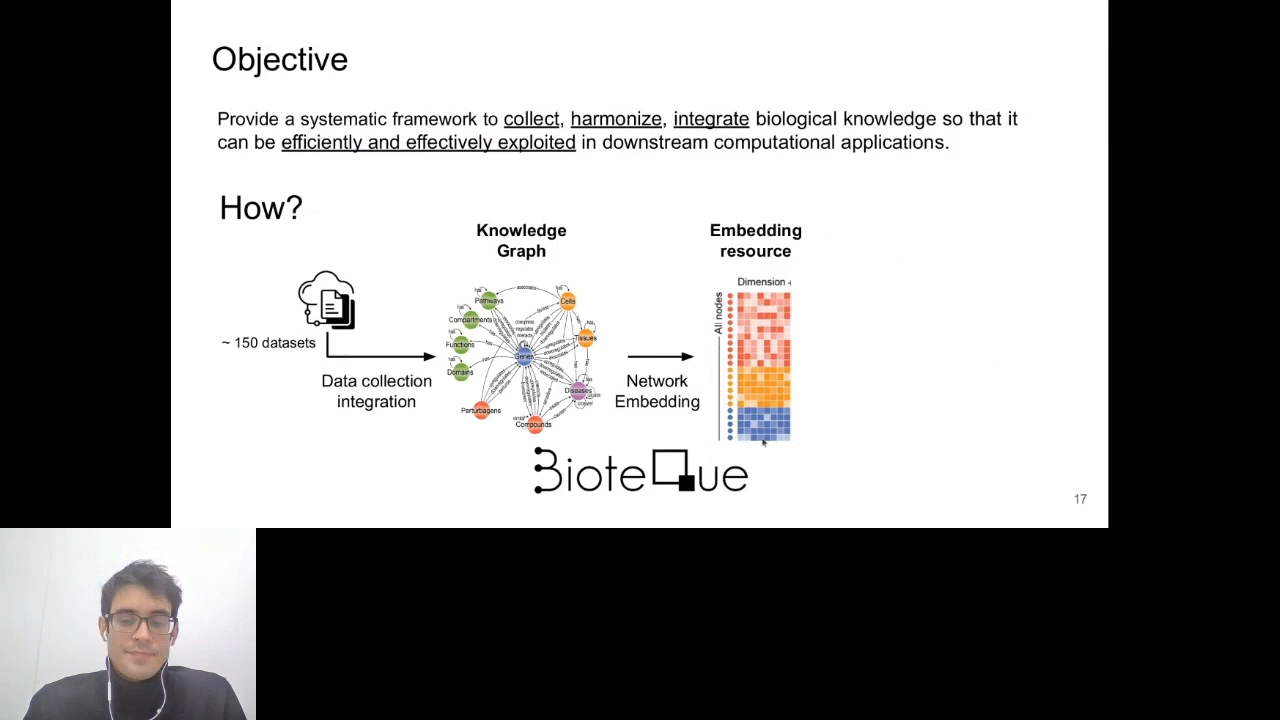 Objective
Provide a systematic framework to collect, harmonize, integrate biological knowledge so that it
can be efficiently and effectively exploited in downstream computational applications.
How?
Knowledge
Graph
Embedding
resource
~ 150 datasets
Data collection
integration
Pathways
Cells
Compartments
Tissues
Functions
Genes
Domains
Diseases
Perturbagens
Compounds
Network
Embedding
Dimension
All nodes
BioteQue
17